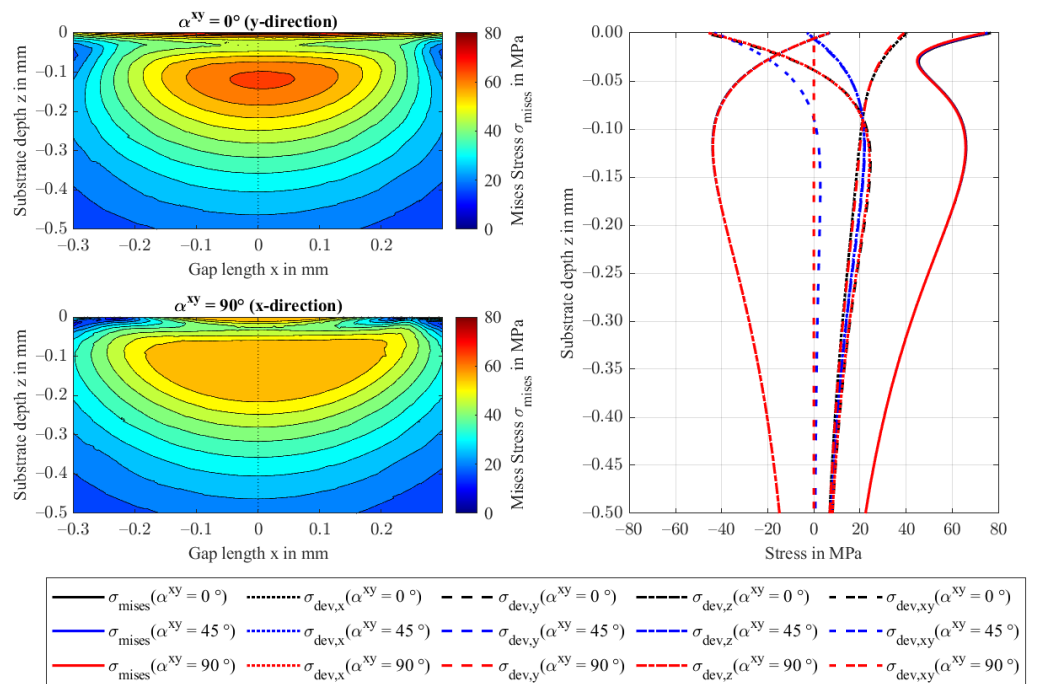 α^xy = 0° (y-direction)
Substrate depth z in mm
0
−0.1
−0.2
−0.3
−0.4
−0.5
−0.3 −0.1 0 0.1 0.2
Gap length x in mm
80
60
40
20
0
Mises Stress σ_mises in MPa
α^xy = 90° (x-direction)
Substrate depth z in mm
0
−0.1
−0.2
−0.3
−0.4
−0.5
−0.3 −0.1 0 0.1 0.2
Gap length x in mm
80
60
40
20
0
Mises Stress σ_mises in MPa
Substrate depth z in mm
0.00
−0.05
−0.10
−0.15
−0.20
−0.25
−0.30
−0.35
−0.40
−0.45
−0.50
−80 −60 −40 −20 0 20 40 60 80
Stress in MPa
σ_mises(α^xy = 0 °) σ_dev,x(α^xy = 0 °) σ_dev,y(α^xy = 0 °) σ_dev,z(α^xy = 0 °) σ_dev,xy(α^xy = 0 °)
σ_mises(α^xy = 45 °) σ_dev,x(α^xy = 45 °) σ_dev,y(α^xy = 45 °) σ_dev,z(α^xy = 45 °) σ_dev,xy(α^xy = 45 °)
σ_mises(α^xy = 90 °) σ_dev,x(α^xy = 90 °) σ_dev,y(α^xy = 90 °) σ_dev,z(α^xy = 90 °) σ_dev,xy(α^xy = 90 °)